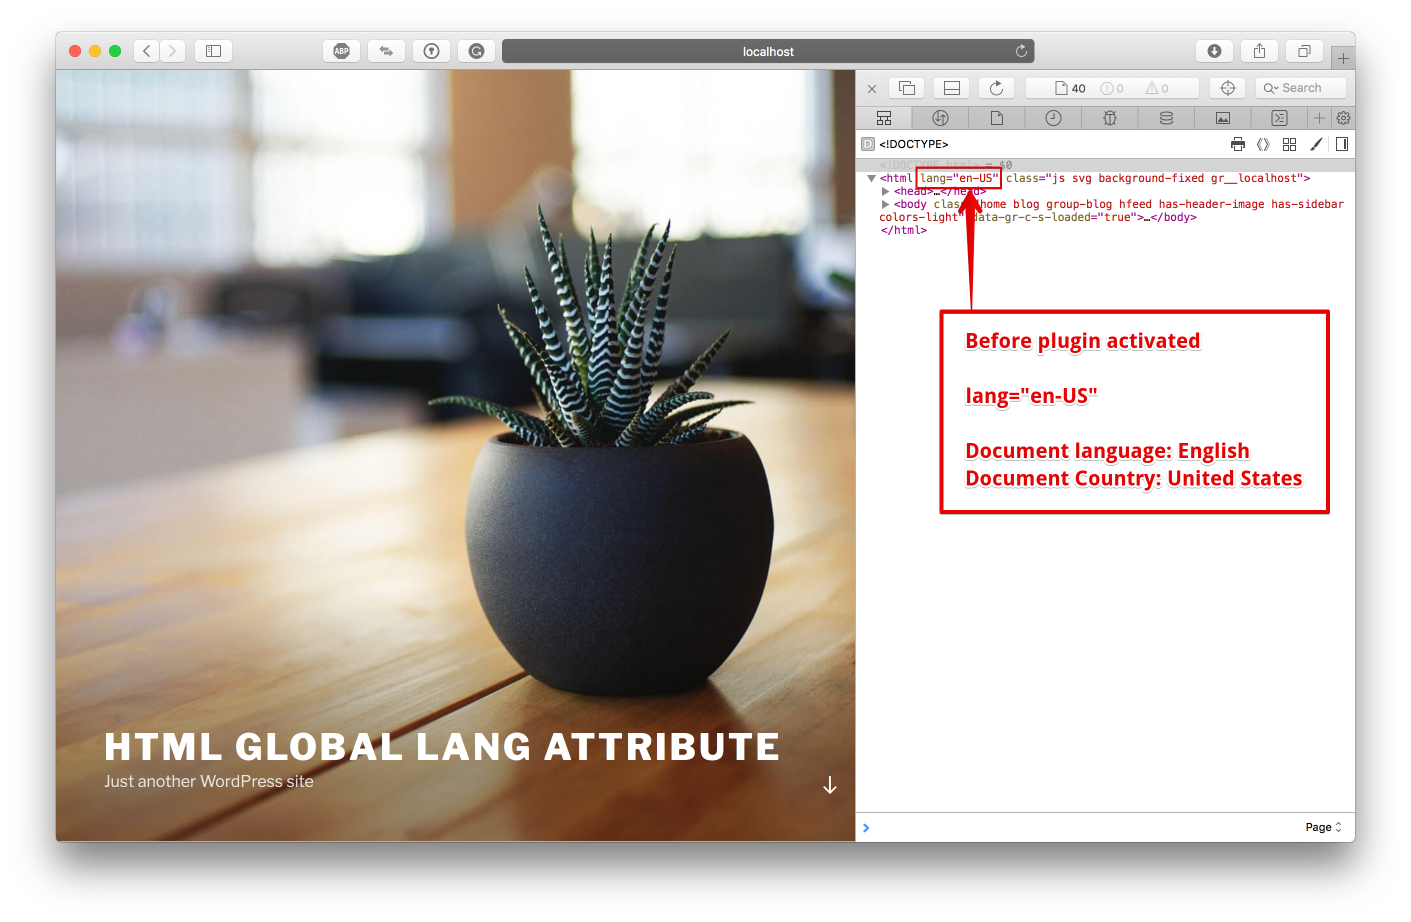 localhost
ABP
40
0
0
Search
D <!DOCTYPE>
<!DOCTYPE html> = $0
<html lang="en-US" class="js svg background-fixed gr__localhost">
<head>…</head>
<body class="home blog group-blog hfeed has-header-image has-sidebar
colors-light" data-gr-c-s-loaded="true">…</body>
</html>
Before plugin activated
lang="en-US"
Document language: English
Document Country: United States
HTML GLOBAL LANG ATTRIBUTE
Just another WordPress site
Page